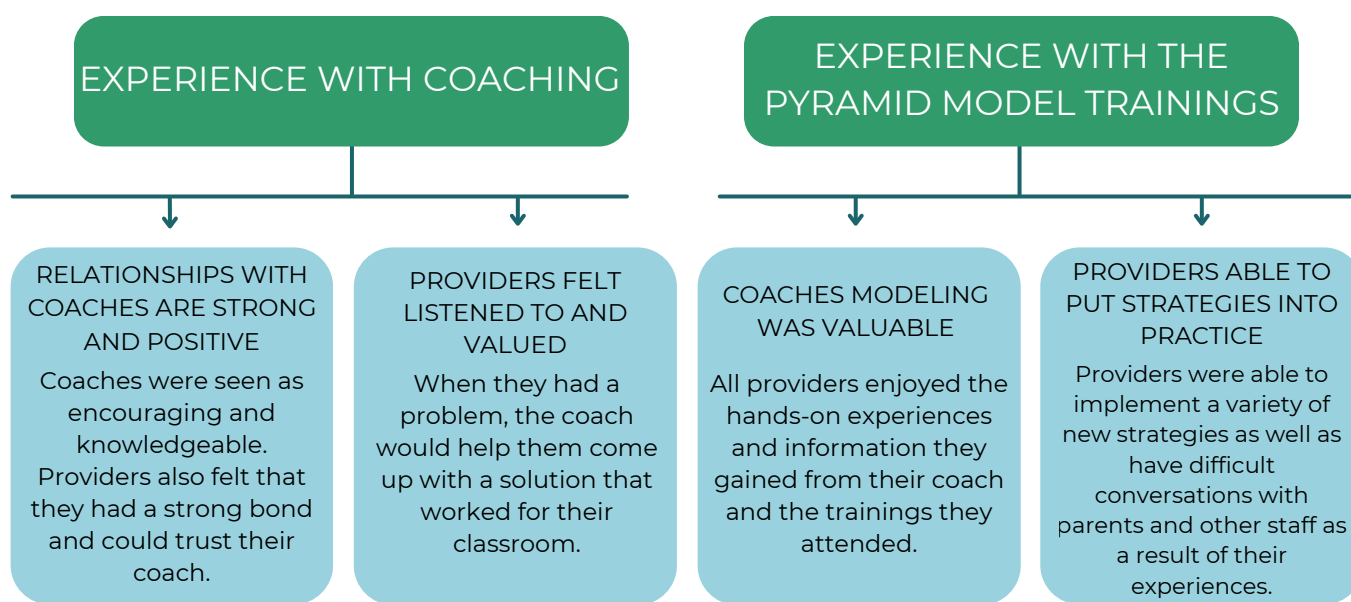 EXPERIENCE WITH COACHING
EXPERIENCE WITH THE
PYRAMID MODEL TRAININGS
RELATIONSHIPS WITH
COACHES ARE STRONG
AND POSITIVE
Coaches were seen as
encouraging and
knowledgeable.
Providers also felt that
they had a strong bond
and could trust their
coach.
PROVIDERS FELT
LISTENED TO AND
VALUED
When they had a
problem, the coach
would help them come
up with a solution that
worked for their
classroom.
COACHES MODELING
WAS VALUABLE
All providers enjoyed the
hands-on experiences
and information they
gained from their coach
and the trainings they
attended.
PROVIDERS ABLE TO
PUT STRATEGIES INTO
PRACTICE
Providers were able to
implement a variety of
new strategies as well as
have difficult
conversations with
parents and other staff as
a result of their
experiences.